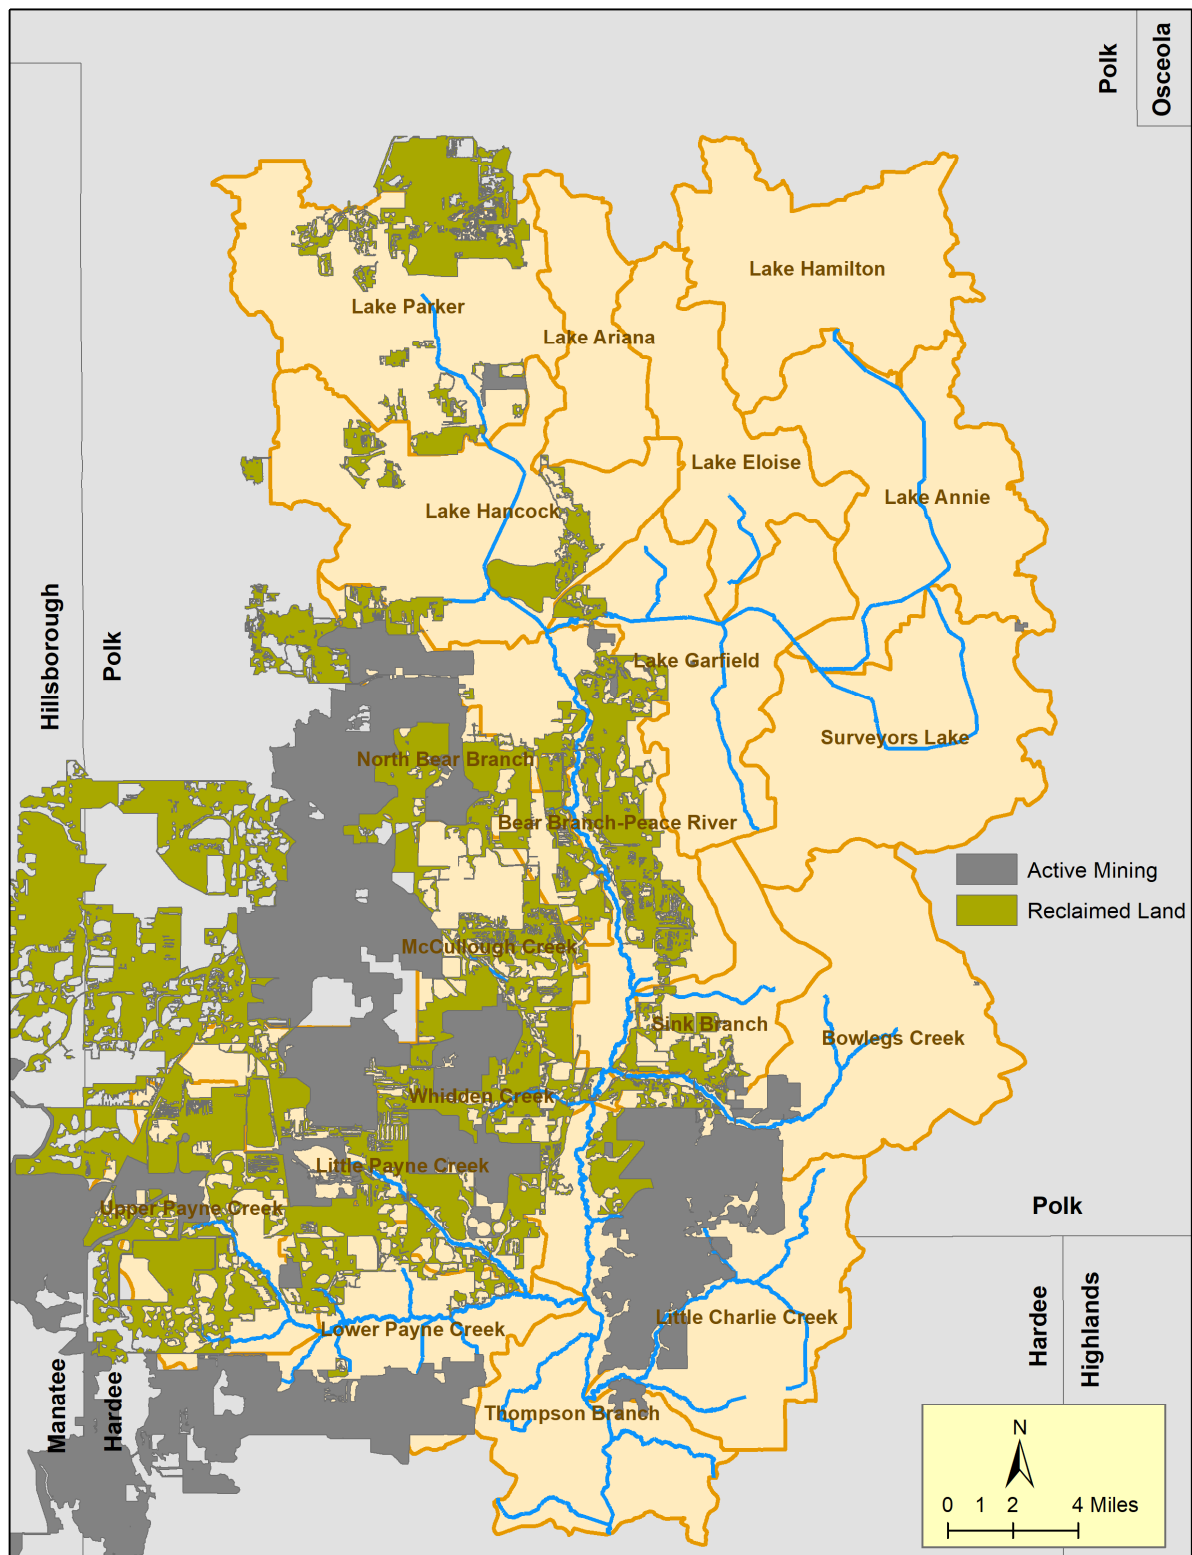 Polk
Osceola
Lake Hamilton
Lake Parker
Lake Ariana
Lake Eloise
Lake Annie
Lake Hancock
Hillsborough
Polk
Lake Garfield
Surveyors Lake
North Bear Branch
Bear Branch-Peace River
Active Mining
Reclaimed Land
McCullough Creek
Sink Branch
Bowlegs Creek
Whidden Creek
Little Payne Creek
Upper Payne Creek
Polk
Hardee
Highlands
Little Charlie Creek
Lower Payne Creek
Manatee
Hardee
Thompson Branch
N
0 1 2 4 Miles